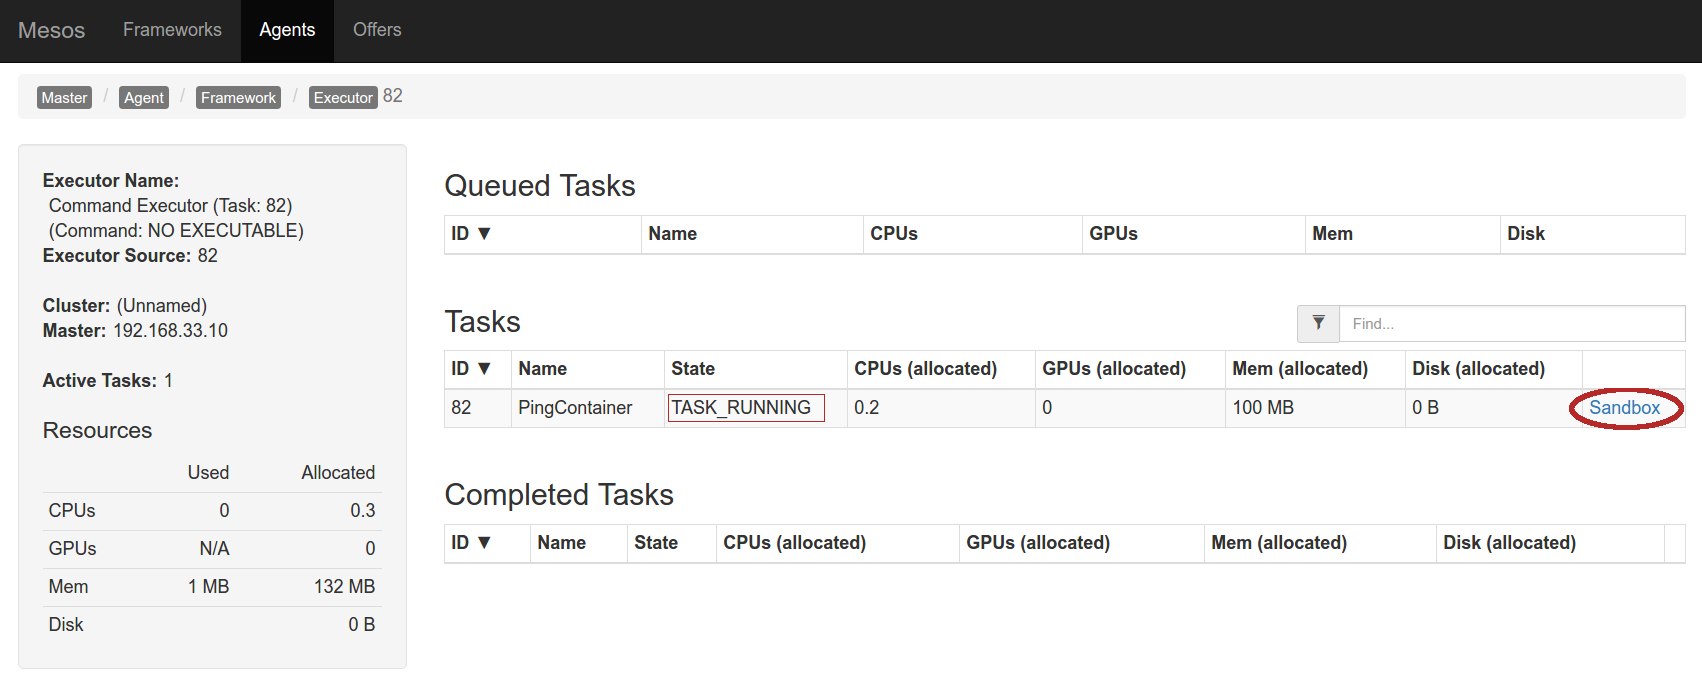 Mesos Frameworks Agents Offers
Master / Agent / Framework / Executor 82
Executor Name:
Command Executor (Task: 82)
(Command: NO EXECUTABLE)
Executor Source: 82
Cluster: (Unnamed)
Master: 192.168.33.10
Active Tasks: 1
Resources
Used Allocated
CPUs 0 0.3
GPUs N/A 0
Mem 1 MB 132 MB
Disk 0 B
Queued Tasks
ID ▼ Name CPUs GPUs Mem Disk
Tasks
Find...
ID ▼ Name State CPUs (allocated) GPUs (allocated) Mem (allocated) Disk (allocated)
82 PingContainer TASK_RUNNING 0.2 0 100 MB 0 B Sandbox
Completed Tasks
ID ▼ Name State CPUs (allocated) GPUs (allocated) Mem (allocated) Disk (allocated)